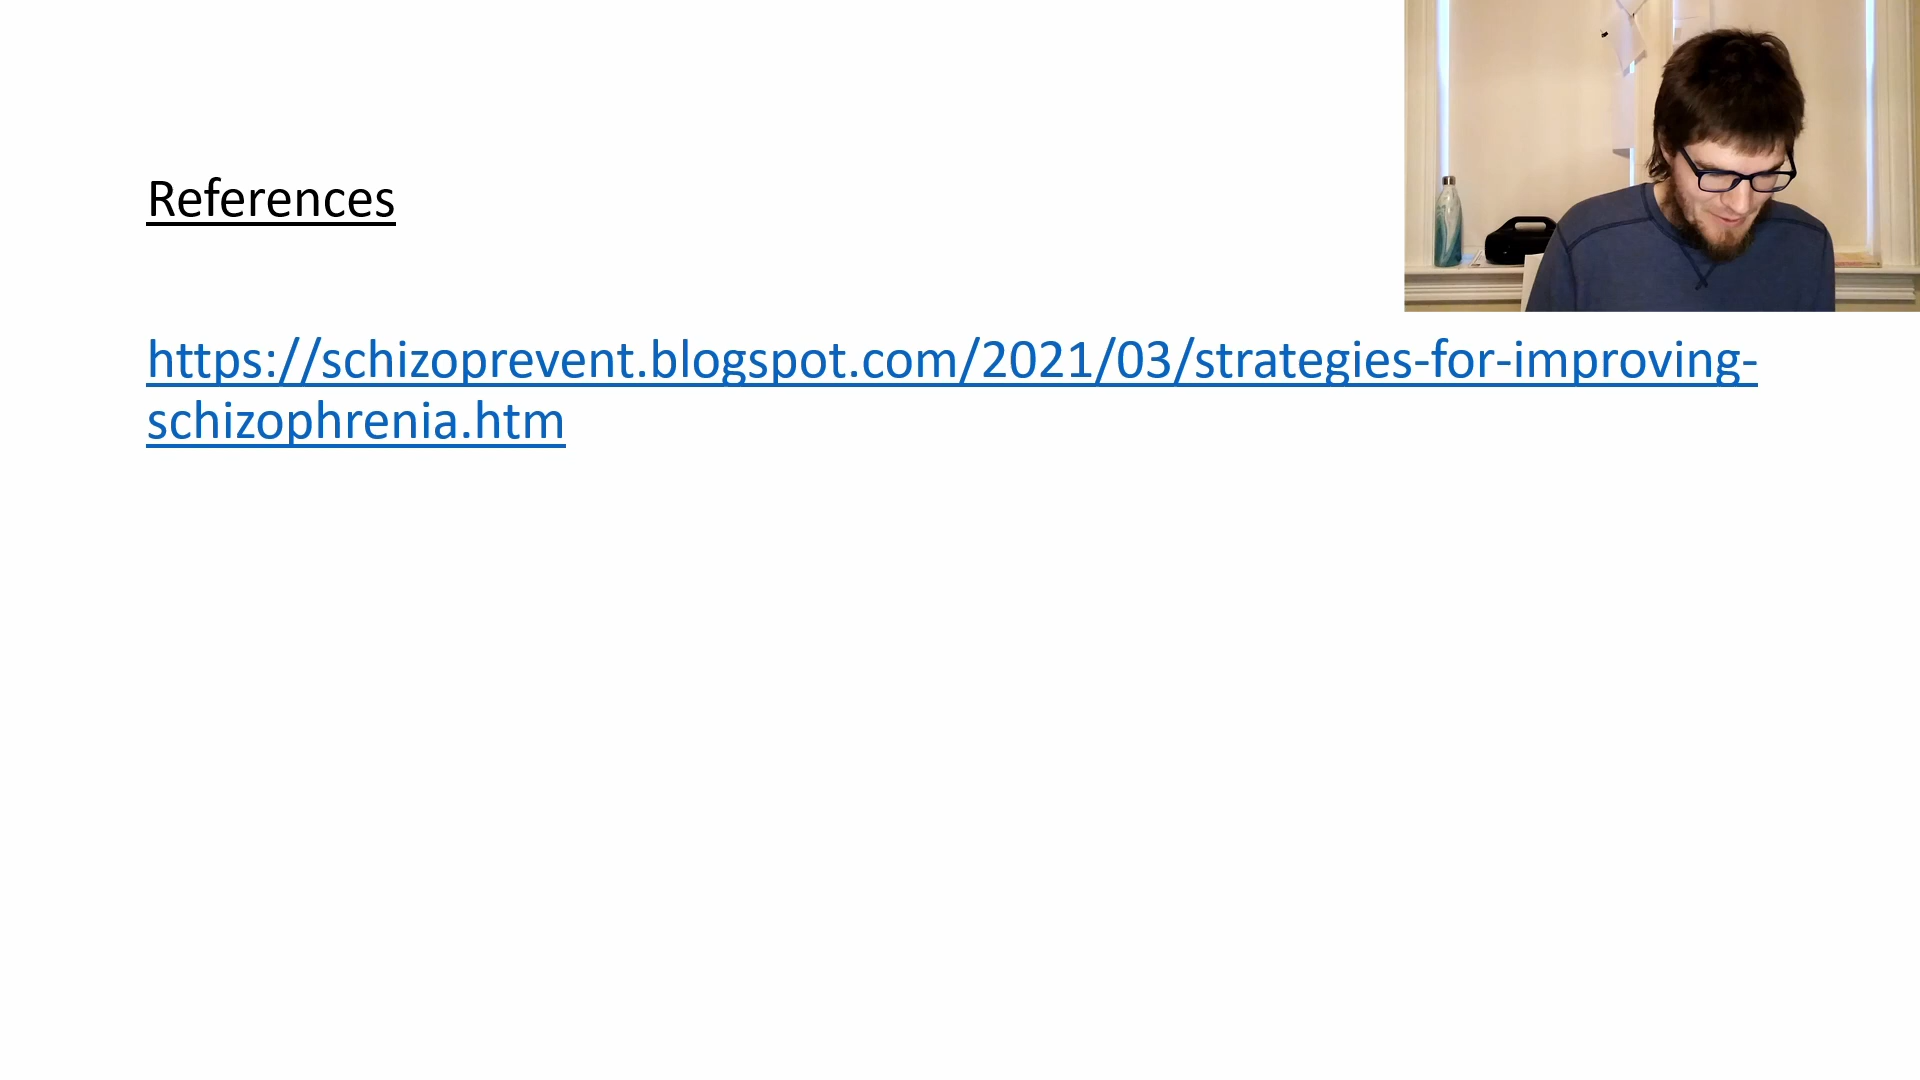 References
https://schizoprevent.blogspot.com/2021/03/strategies-for-improving-
schizophrenia.htm